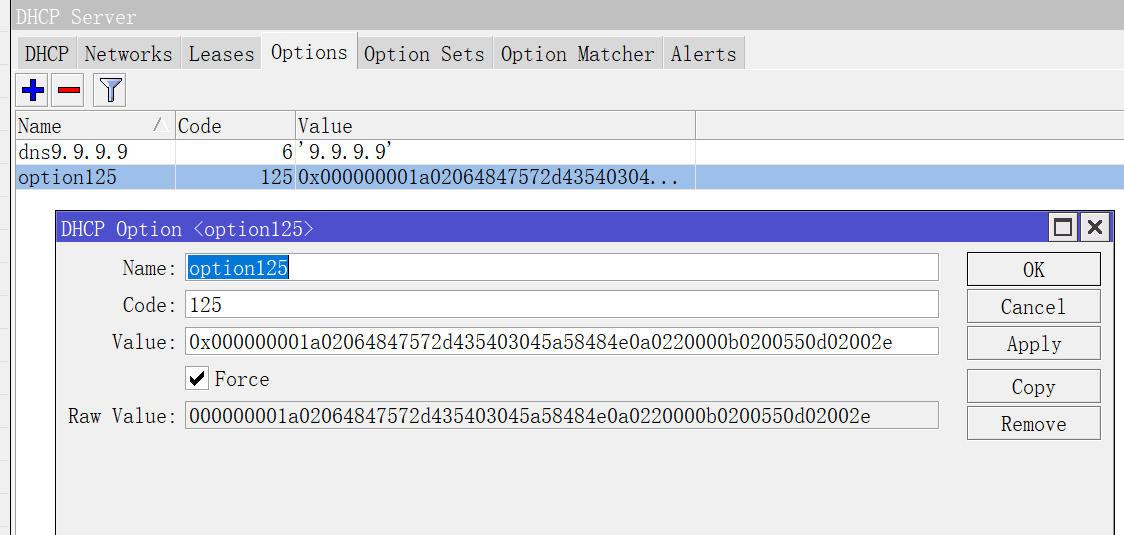 DHCP Server
DHCP Networks Leases Options Option Sets Option Matcher Alerts
Name Code Value
dns9.9.9.9 6 '9.9.9.9'
option125 125 0x000000001a02064847572d43540304...
DHCP Option <option125>
Name: option125 OK
Code: 125 Cancel
Value: 0x000000001a02064847572d435403045a58484e0a0220000b0200550d02002e Apply
Force
Copy
Raw Value: 000000001a02064847572d435403045a58484e0a0220000b0200550d02002e Remove